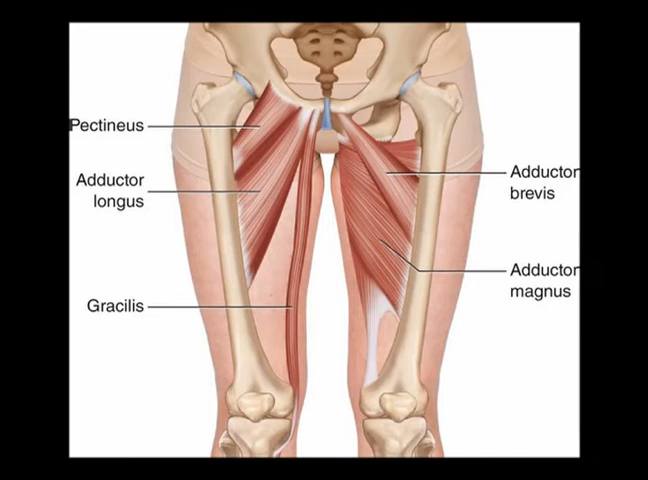 Pectineus
Adductor
longus
Gracilis
Adductor
brevis
Adductor
magnus